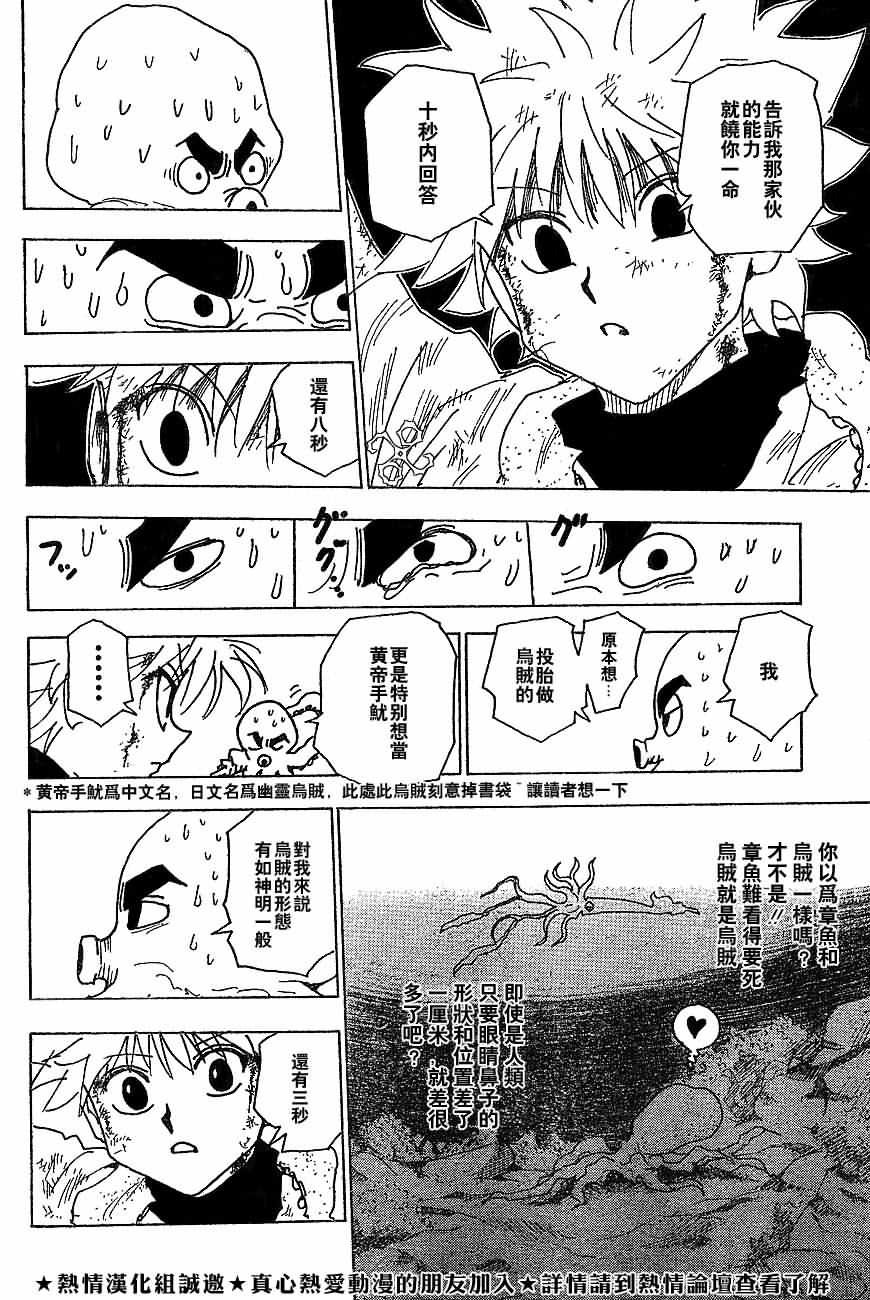 告訴我那家伙
的能力
就饒你一命
十秒内回答
還有八秒
グ
グッ
グ
フッ
我
原本想…
投胎做
烏賊的
更是特別想當
黄帝手魷
……
*黄帝手魷爲中文名，日文名爲幽靈烏賊，此處此烏賊刻意掉書袋~讓讀者想一下
你以爲章魚和
烏賊一樣嗎？
才不是!!
章魚難看得要死
烏賊就是烏賊
即使是人類
只要眼睛鼻子的
形狀和位置差了
一厘米，就差很
多了吧？
對我來説
烏賊的形態
有如神明一般
還有三秒
★熱情漢化組誠邀★真心熱愛動漫的朋友加入★詳情請到熱情論壇查看了解